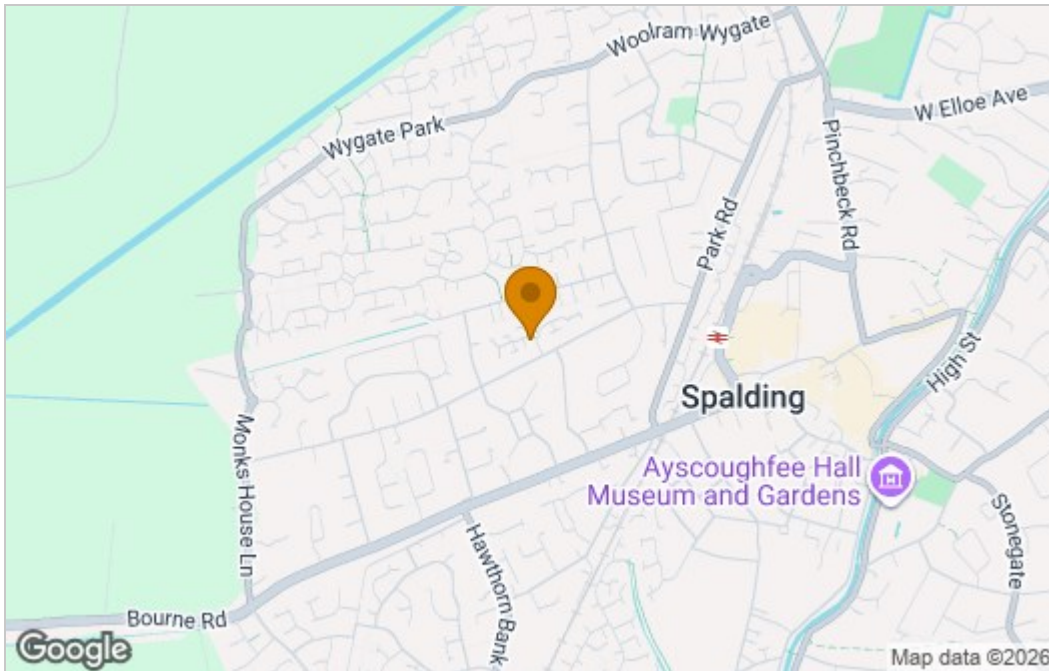 Woolram Wygate
W Elloe Ave
Wygate Park
Pinchbeck Rd
Park Rd
High St
Spalding
Monks House Ln
Ayscoughfee Hall
Museum and Gardens
Stonegate
Hawthorn Bank
Bourne Rd
Google
Map data ©2026